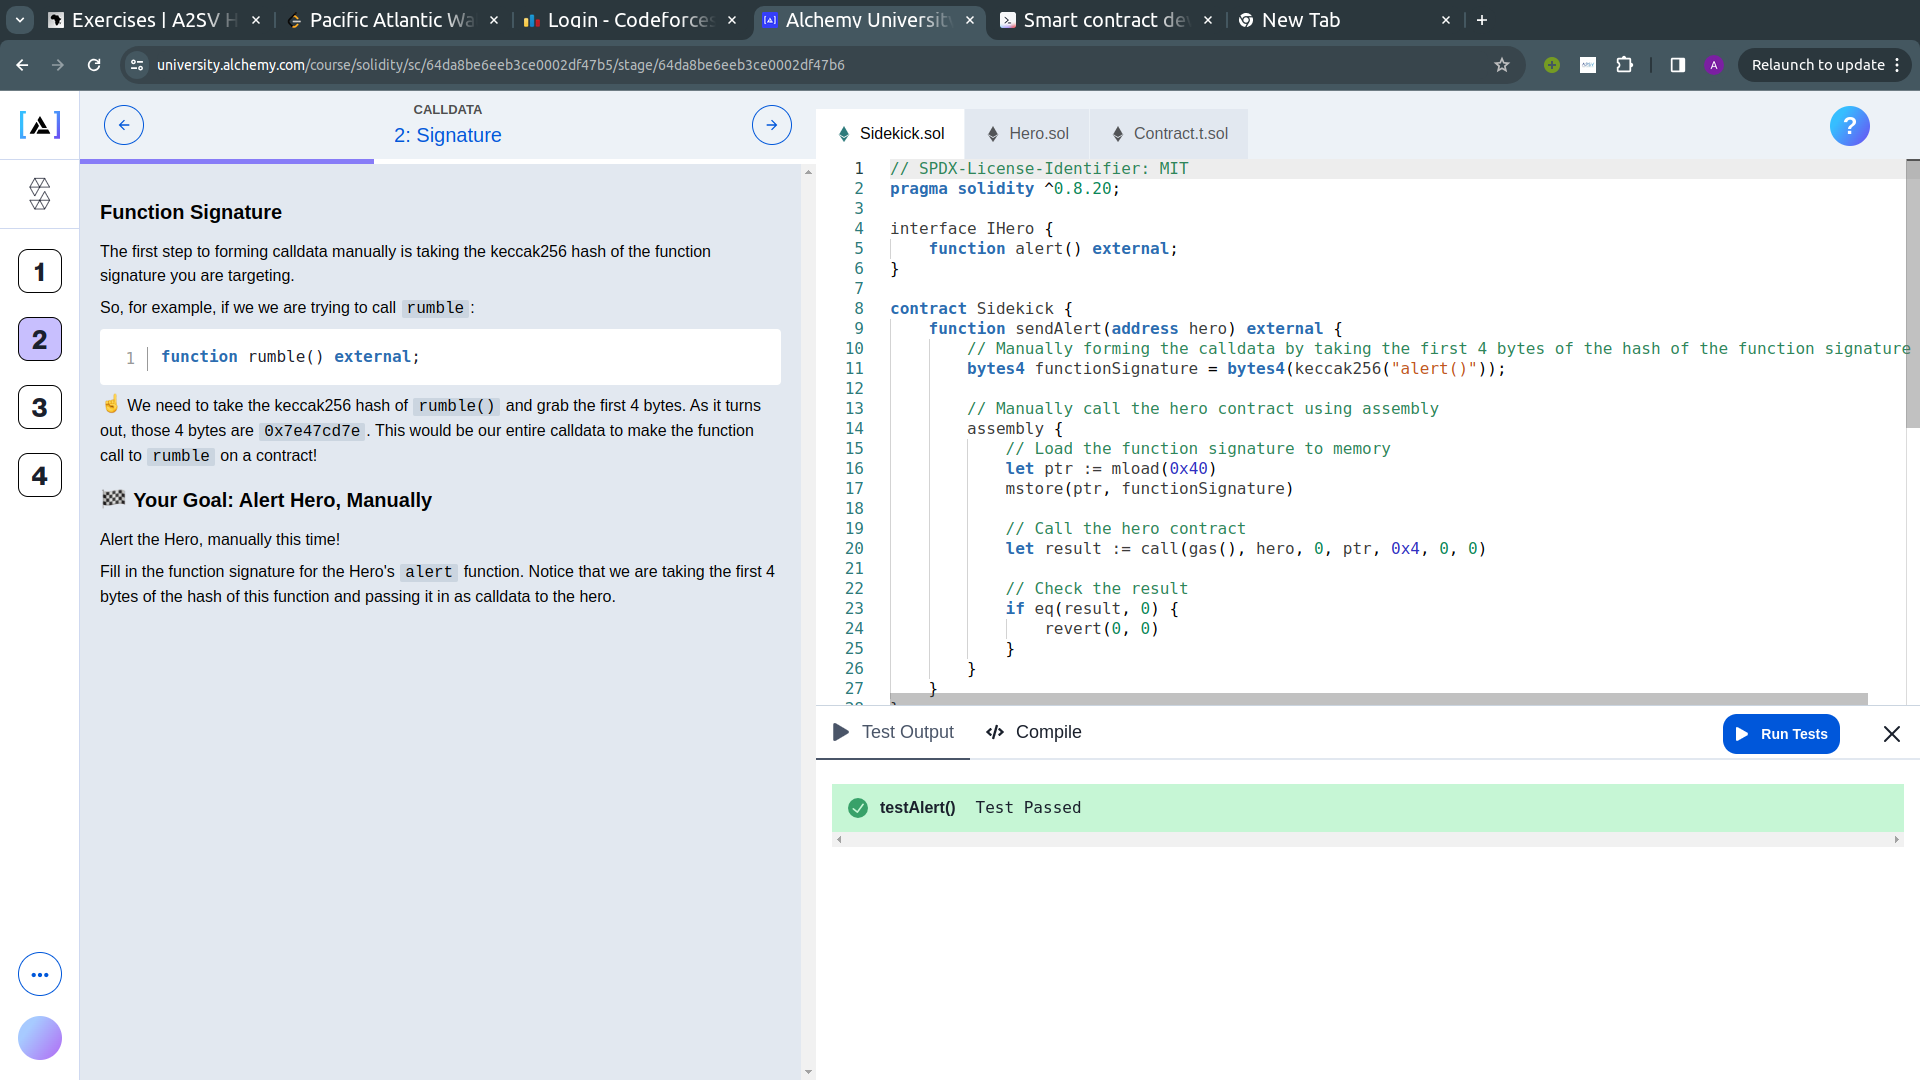 Exercises | A2SV H
Pacific Atlantic Wa
Login - Codeforces
Alchemy University
Smart contract dev
New Tab
university.alchemy.com/course/solidity/sc/64da8be6eeb3ce0002df47b5/stage/64da8be6eeb3ce0002df47b6
A
Relaunch to update
CALLDATA
2: Signature
1
2
3
4
Function Signature
The first step to forming calldata manually is taking the keccak256 hash of the function
signature you are targeting.
So, for example, if we we are trying to call rumble :
1 function rumble() external;
☝ We need to take the keccak256 hash of rumble() and grab the first 4 bytes. As it turns
out, those 4 bytes are 0x7e47cd7e . This would be our entire calldata to make the function
call to rumble on a contract!
🏁 Your Goal: Alert Hero, Manually
Alert the Hero, manually this time!
Fill in the function signature for the Hero's alert function. Notice that we are taking the first 4
bytes of the hash of this function and passing it in as calldata to the hero.
Sidekick.sol
Hero.sol
Contract.t.sol
?
1 // SPDX-License-Identifier: MIT
2 pragma solidity ^0.8.20;
3
4 interface IHero {
5 function alert() external;
6 }
7
8 contract Sidekick {
9 function sendAlert(address hero) external {
10 // Manually forming the calldata by taking the first 4 bytes of the hash of the function signature
11 bytes4 functionSignature = bytes4(keccak256("alert()"));
12
13 // Manually call the hero contract using assembly
14 assembly {
15 // Load the function signature to memory
16 let ptr := mload(0x40)
17 mstore(ptr, functionSignature)
18
19 // Call the hero contract
20 let result := call(gas(), hero, 0, ptr, 0x4, 0, 0)
21
22 // Check the result
23 if eq(result, 0) {
24 revert(0, 0)
25 }
26 }
27 }
Test Output
</> Compile
Run Tests
testAlert() Test Passed